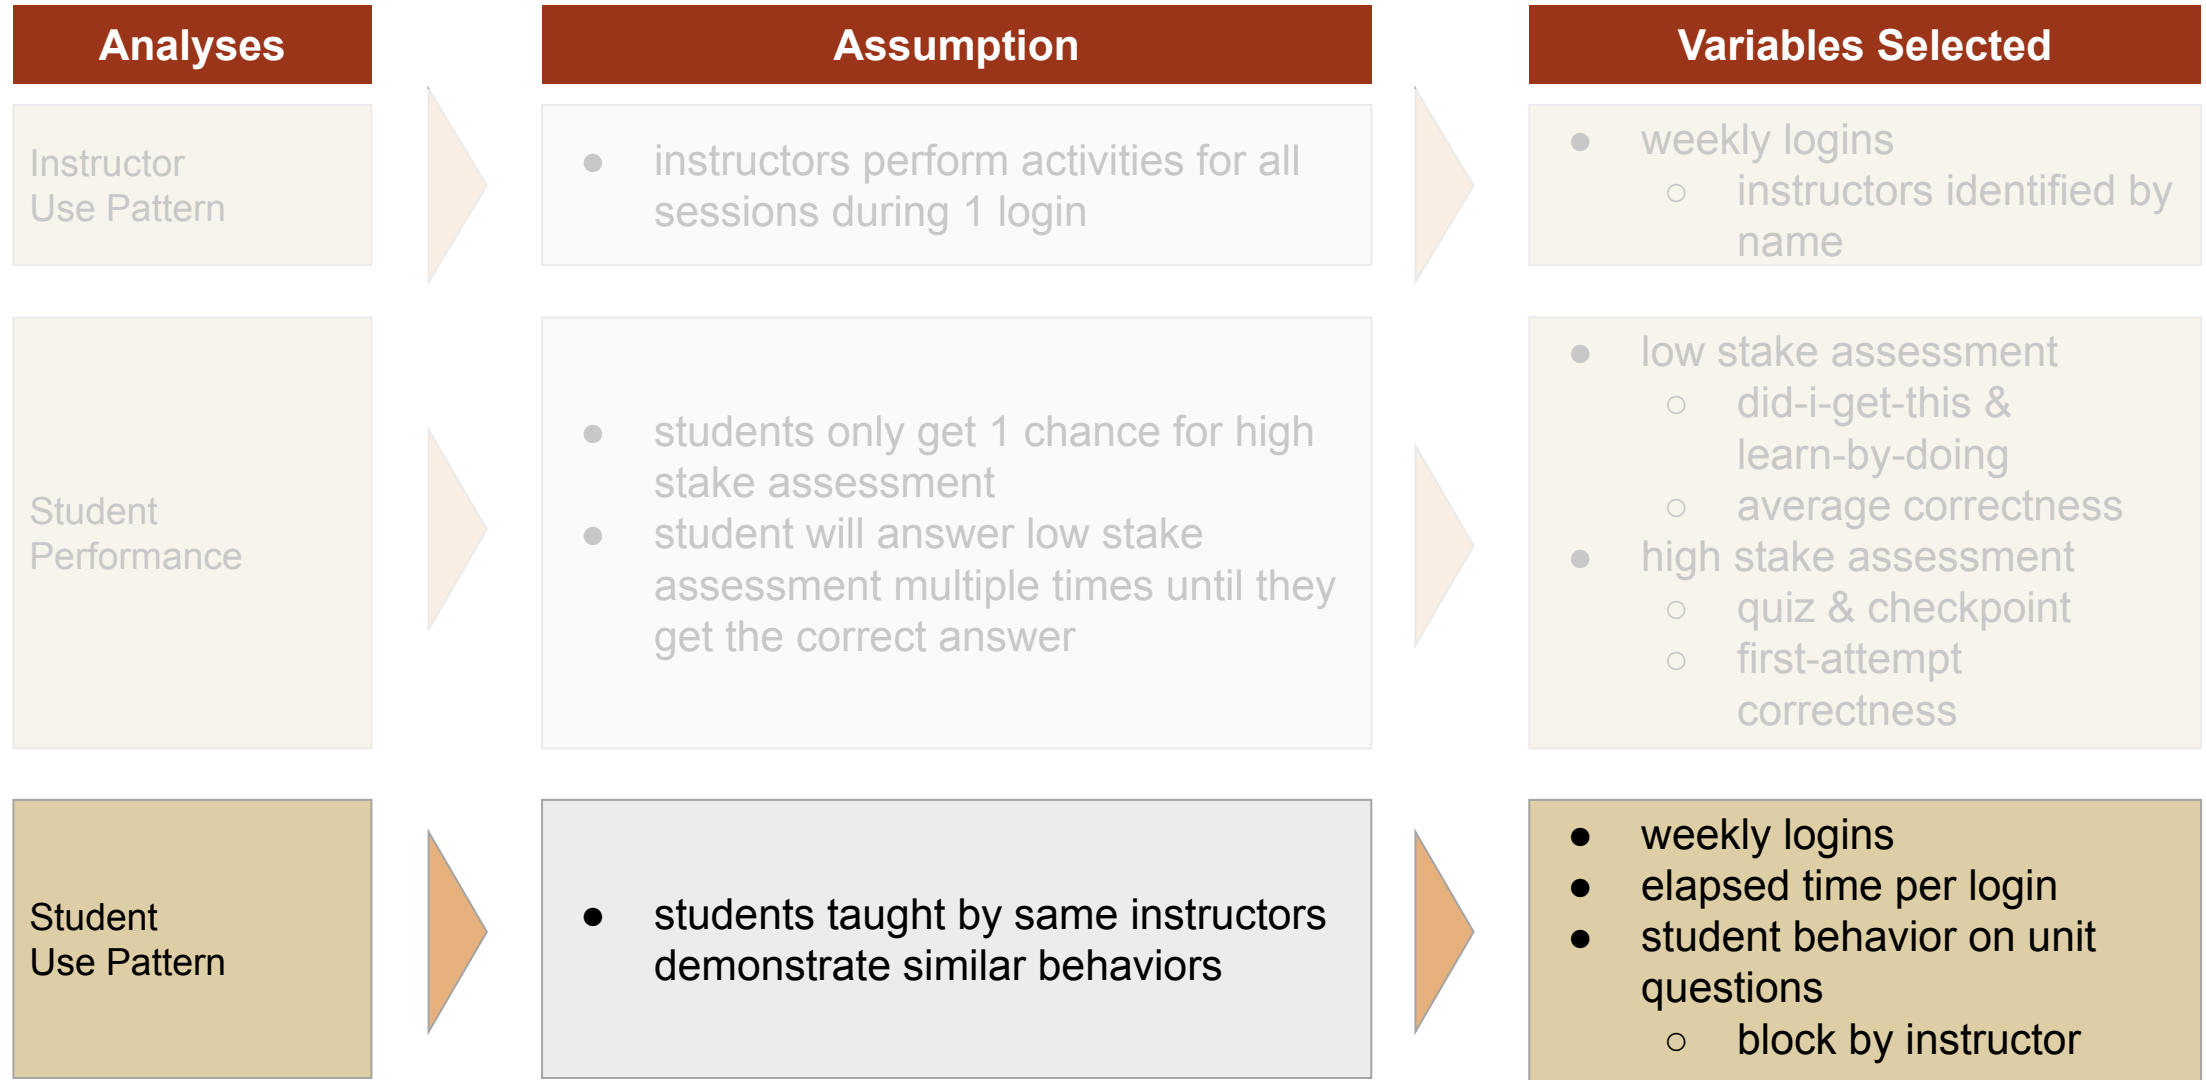 Analyses
Assumption
Variables Selected
Instructor
Use Pattern
● instructors perform activities for all
sessions during 1 login
● weekly logins
○ instructors identified by
name
Student
Performance
● students only get 1 chance for high
stake assessment
● student will answer low stake
assessment multiple times until they
get the correct answer
● low stake assessment
○ did-i-get-this &
learn-by-doing
○ average correctness
● high stake assessment
○ quiz & checkpoint
○ first-attempt
correctness
Student
Use Pattern
● students taught by same instructors
demonstrate similar behaviors
● weekly logins
● elapsed time per login
● student behavior on unit
questions
○ block by instructor